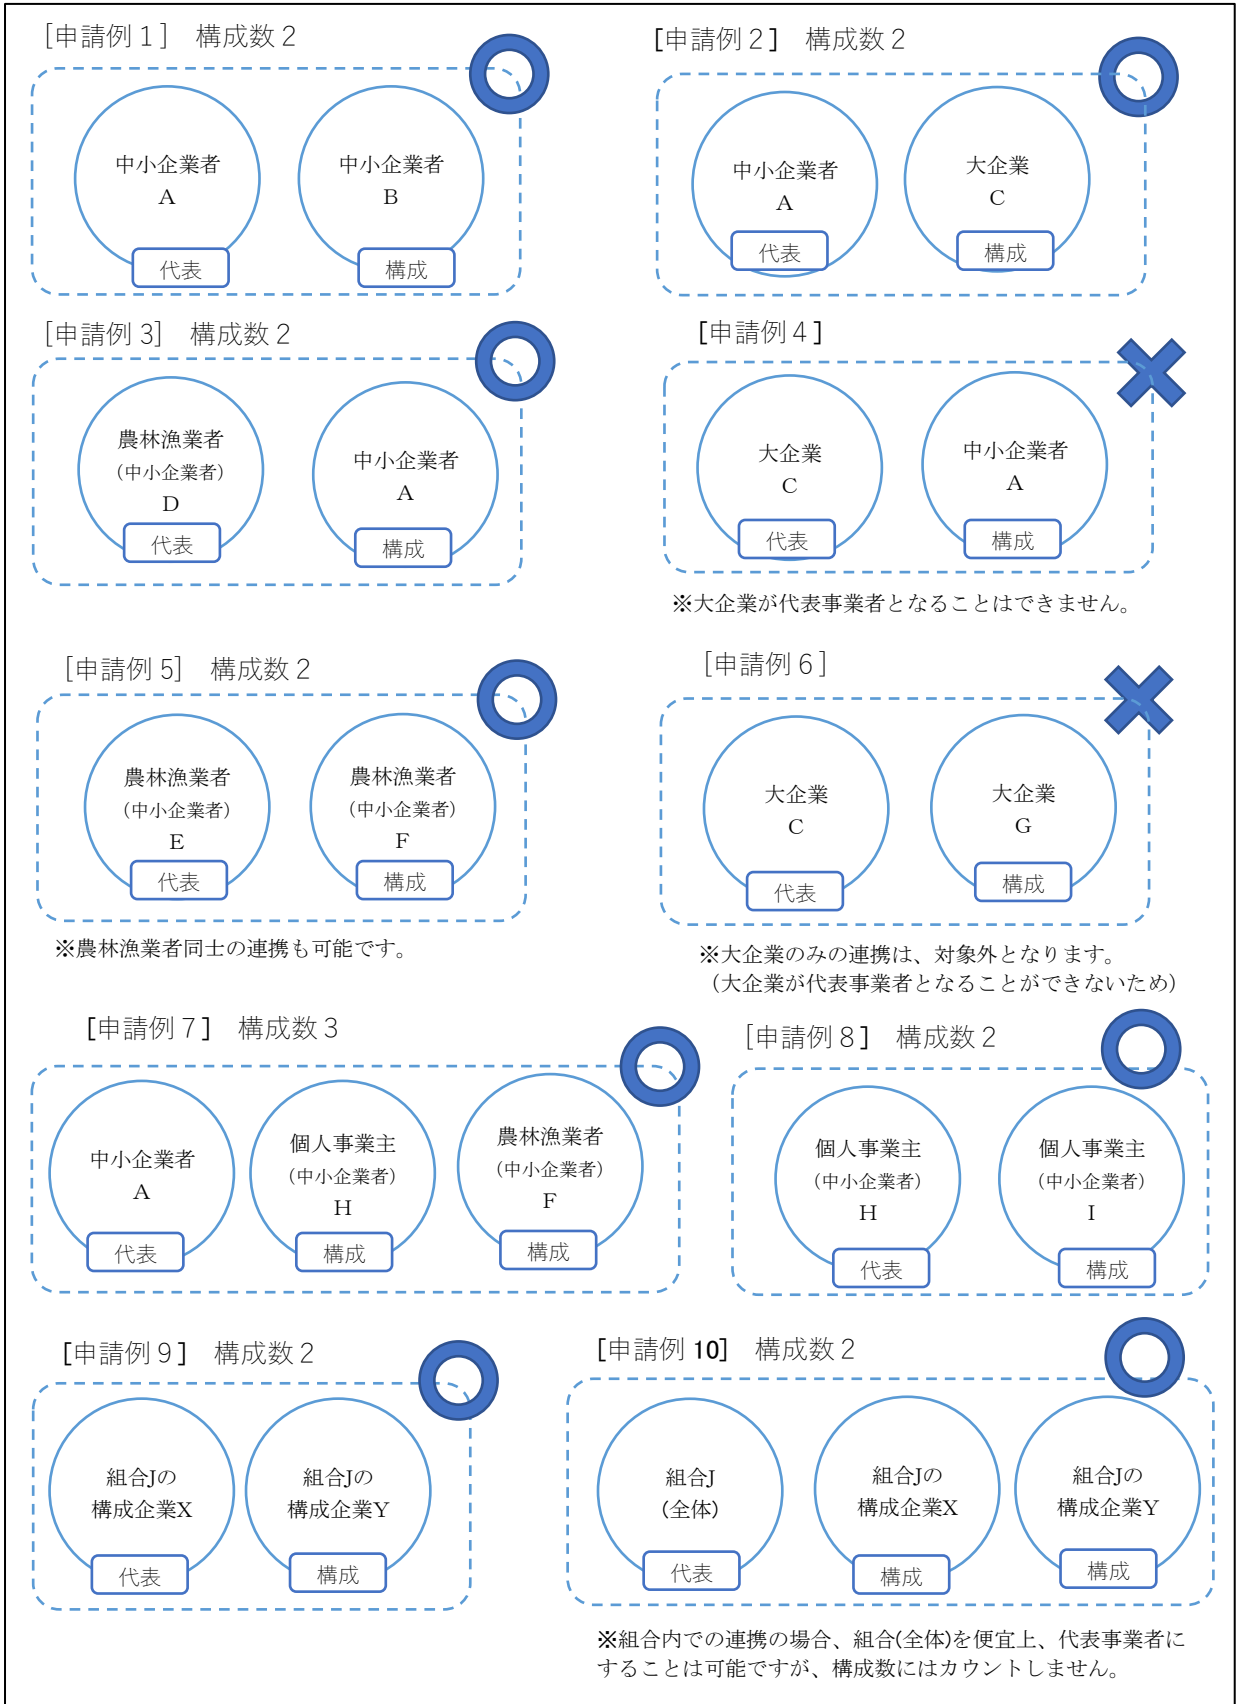 [申請例１]　構成数２
中小企業者
A
代表
中小企業者
B
構成
[申請例２]　構成数２
中小企業者
A
代表
大企業
C
構成
[申請例３]　構成数２
農林漁業者
（中小企業者）
D
代表
中小企業者
A
構成
[申請例４]
大企業
C
代表
中小企業者
A
構成
※大企業が代表事業者となることはできません。
[申請例５]　構成数２
農林漁業者
（中小企業者）
E
代表
農林漁業者
（中小企業者）
F
構成
※農林漁業者同士の連携も可能です。
[申請例６]
大企業
C
代表
大企業
G
構成
※大企業のみの連携は、対象外となります。
（大企業が代表事業者となることができないため）
[申請例７]　構成数３
中小企業者
A
代表
個人事業主
（中小企業者）
H
構成
農林漁業者
（中小企業者）
F
構成
[申請例８]　構成数２
個人事業主
（中小企業者）
H
代表
個人事業主
（中小企業者）
I
構成
[申請例９]　構成数２
組合Jの
構成企業X
代表
組合Jの
構成企業Y
構成
[申請例 10]　構成数２
組合J
（全体）
代表
組合Jの
構成企業X
構成
組合Jの
構成企業Y
構成
※組合内での連携の場合、組合(全体)を便宜上、代表事業者に
することは可能ですが、構成数にはカウントしません。